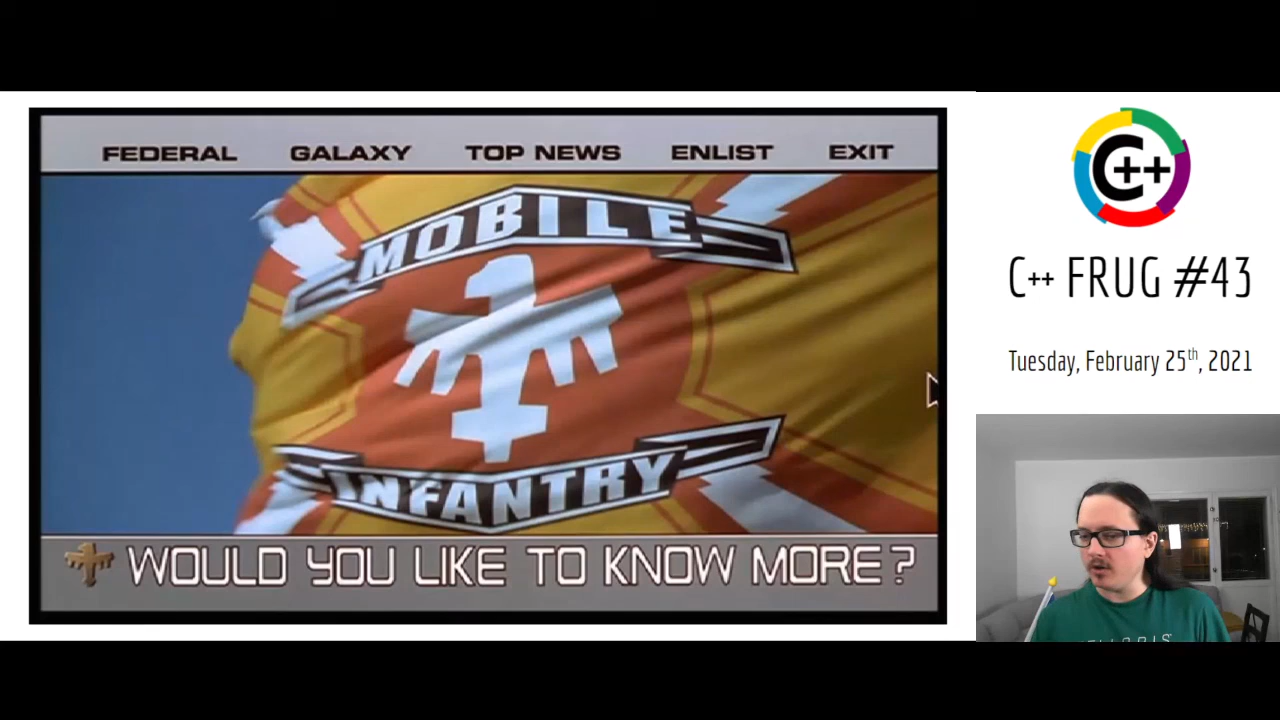 FEDERAL GALAXY TOP NEWS ENLIST EXIT
MOBILE
INFANTRY
WOULD YOU LIKE TO KNOW MORE?
C++
C++ FRUG #43
Tuesday, February 25th, 2021